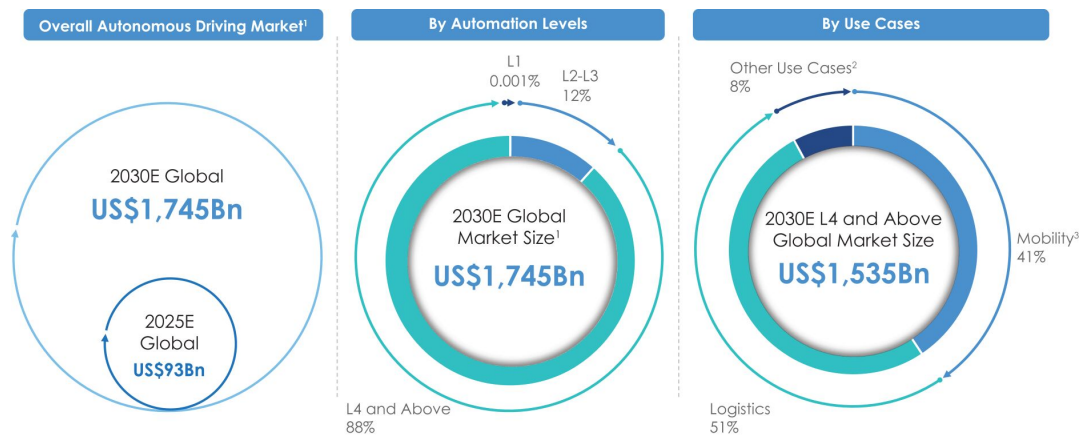 Overall Autonomous Driving Market¹
2030E Global
US$1,745Bn
2025E
Global
US$93Bn
By Automation Levels
L1
0.001%
L2-L3
12%
2030E Global
Market Size¹
US$1,745Bn
L4 and Above
88%
By Use Cases
Other Use Cases²
8%
2030E L4 and Above
Global Market Size
US$1,535Bn
Mobility³
41%
Logistics
51%